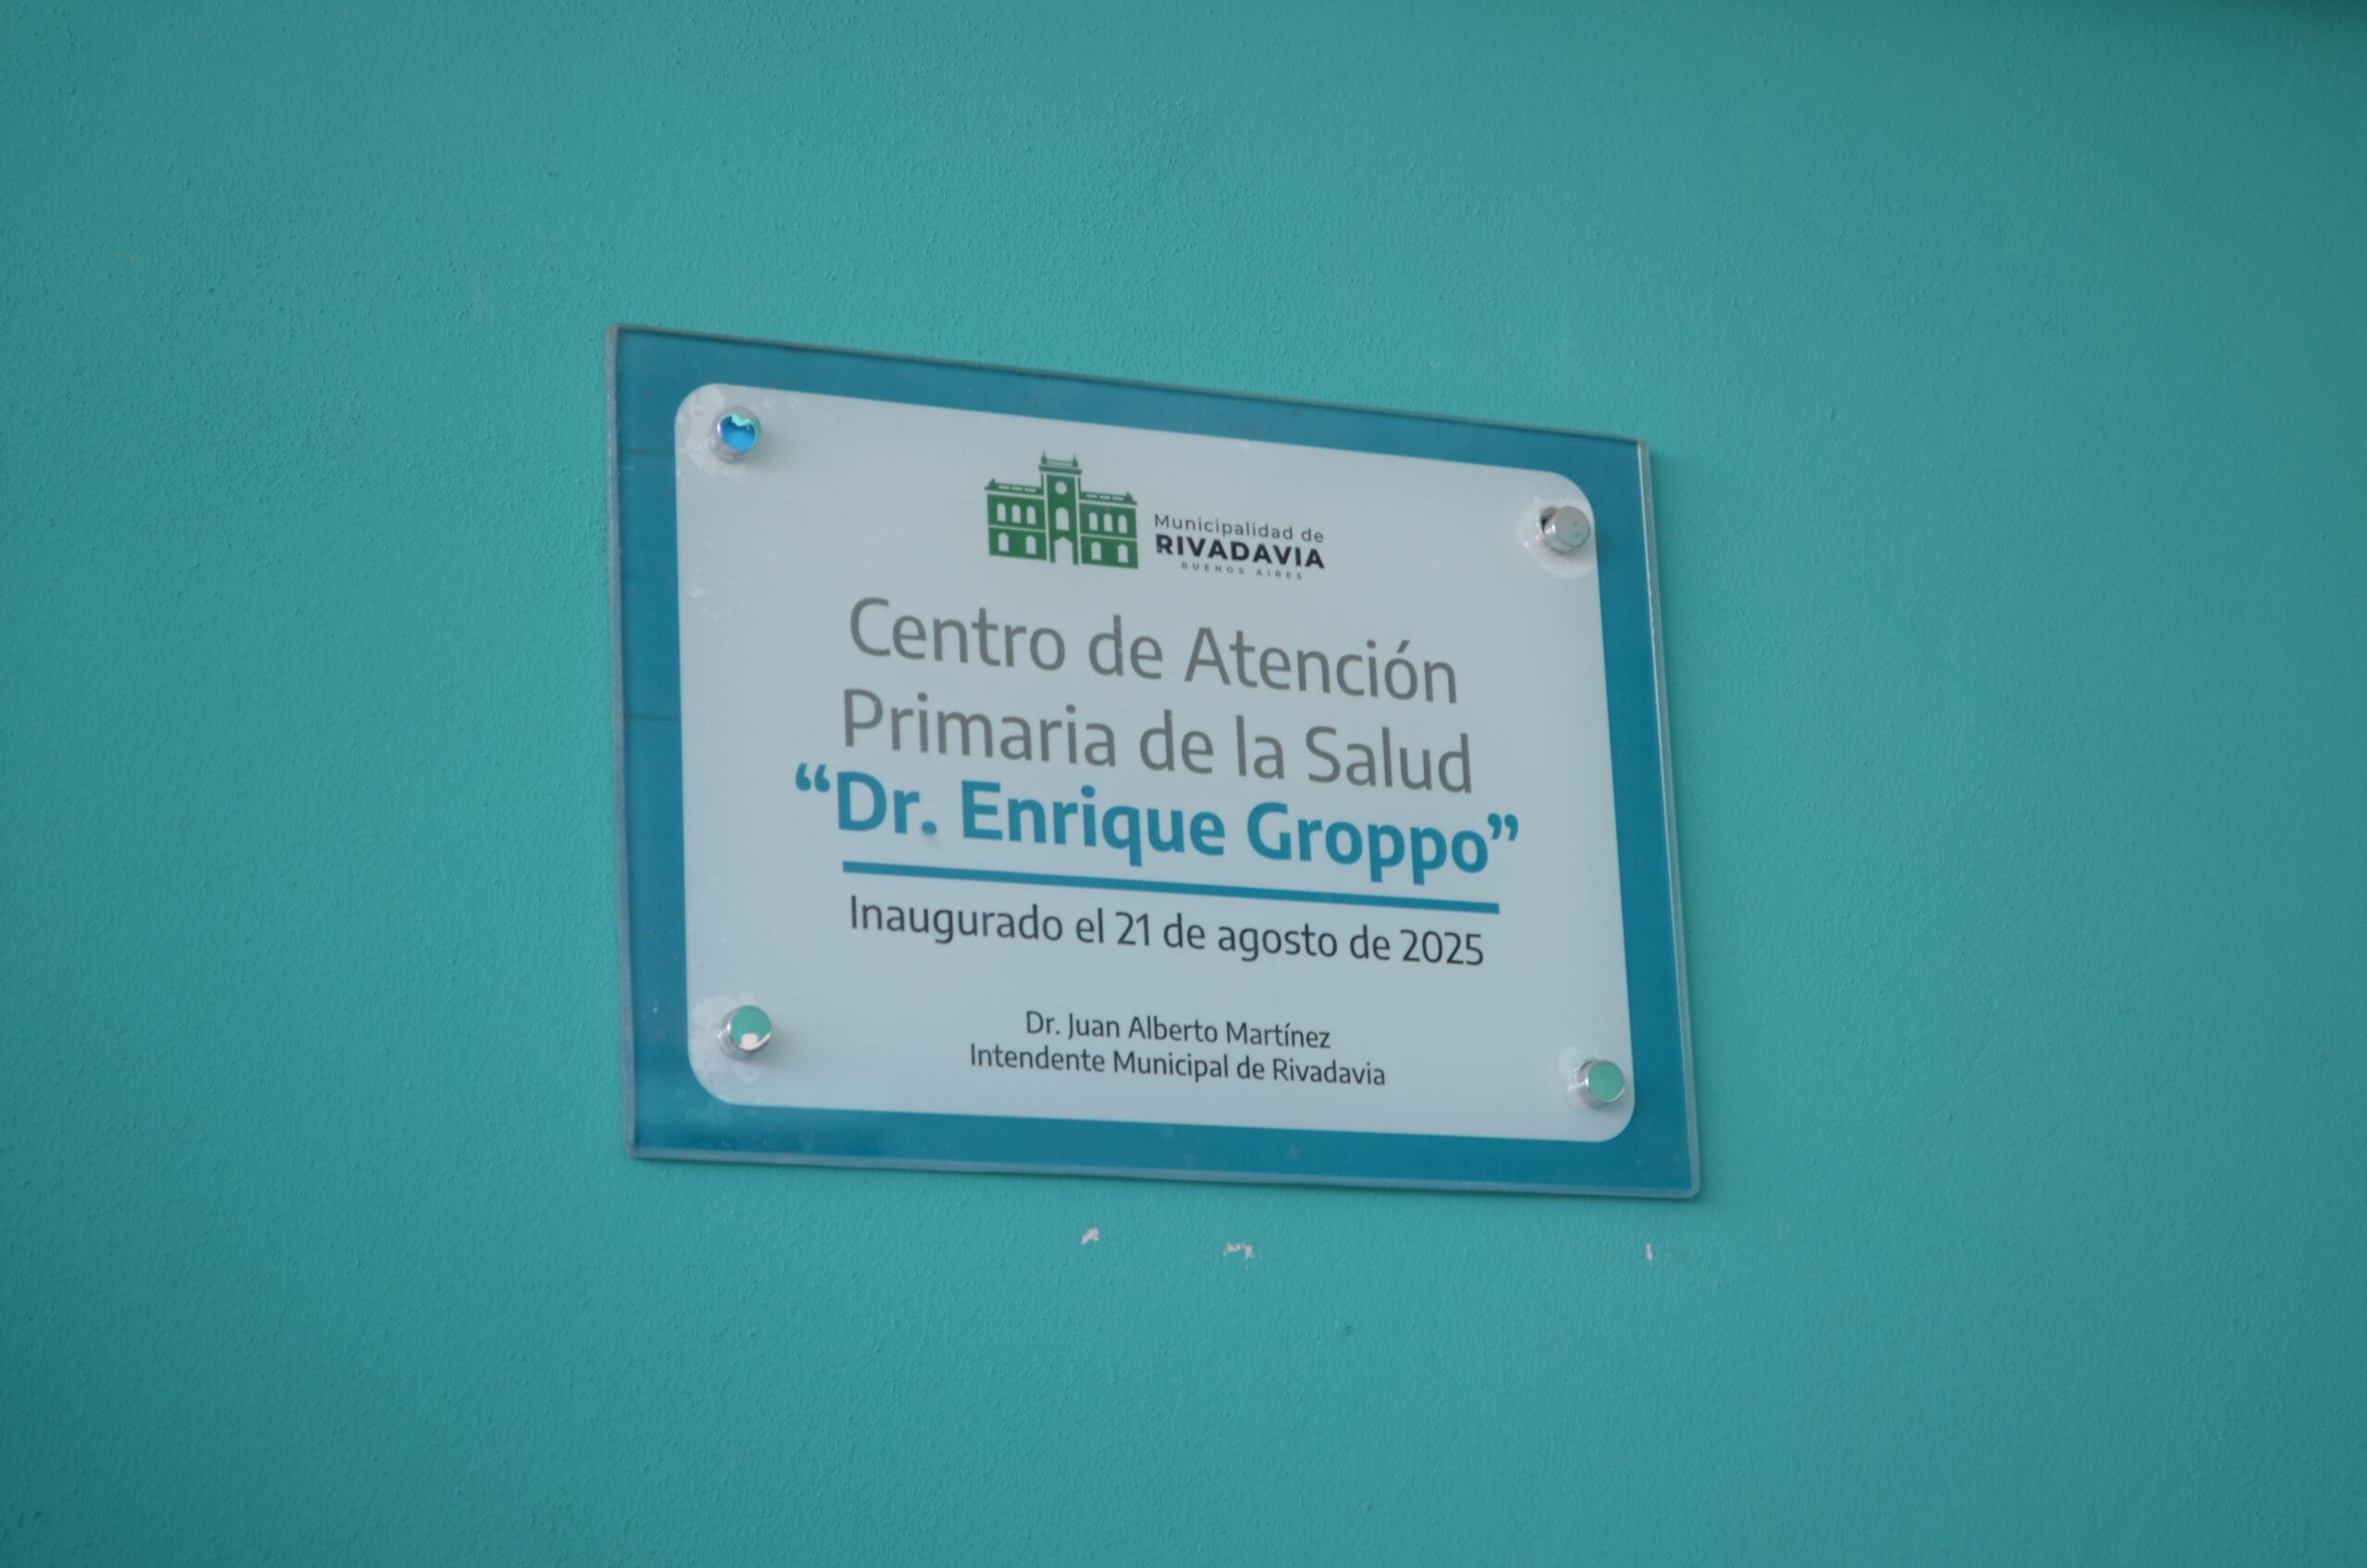 Municipalidad de
RIVADAVIA
BUENOS AIRES
Centro de Atención
Primaria de la Salud
“Dr. Enrique Groppo”
Inaugurado el 21 de agosto de 2025
Dr. Juan Alberto Martínez
Intendente Municipal de Rivadavia